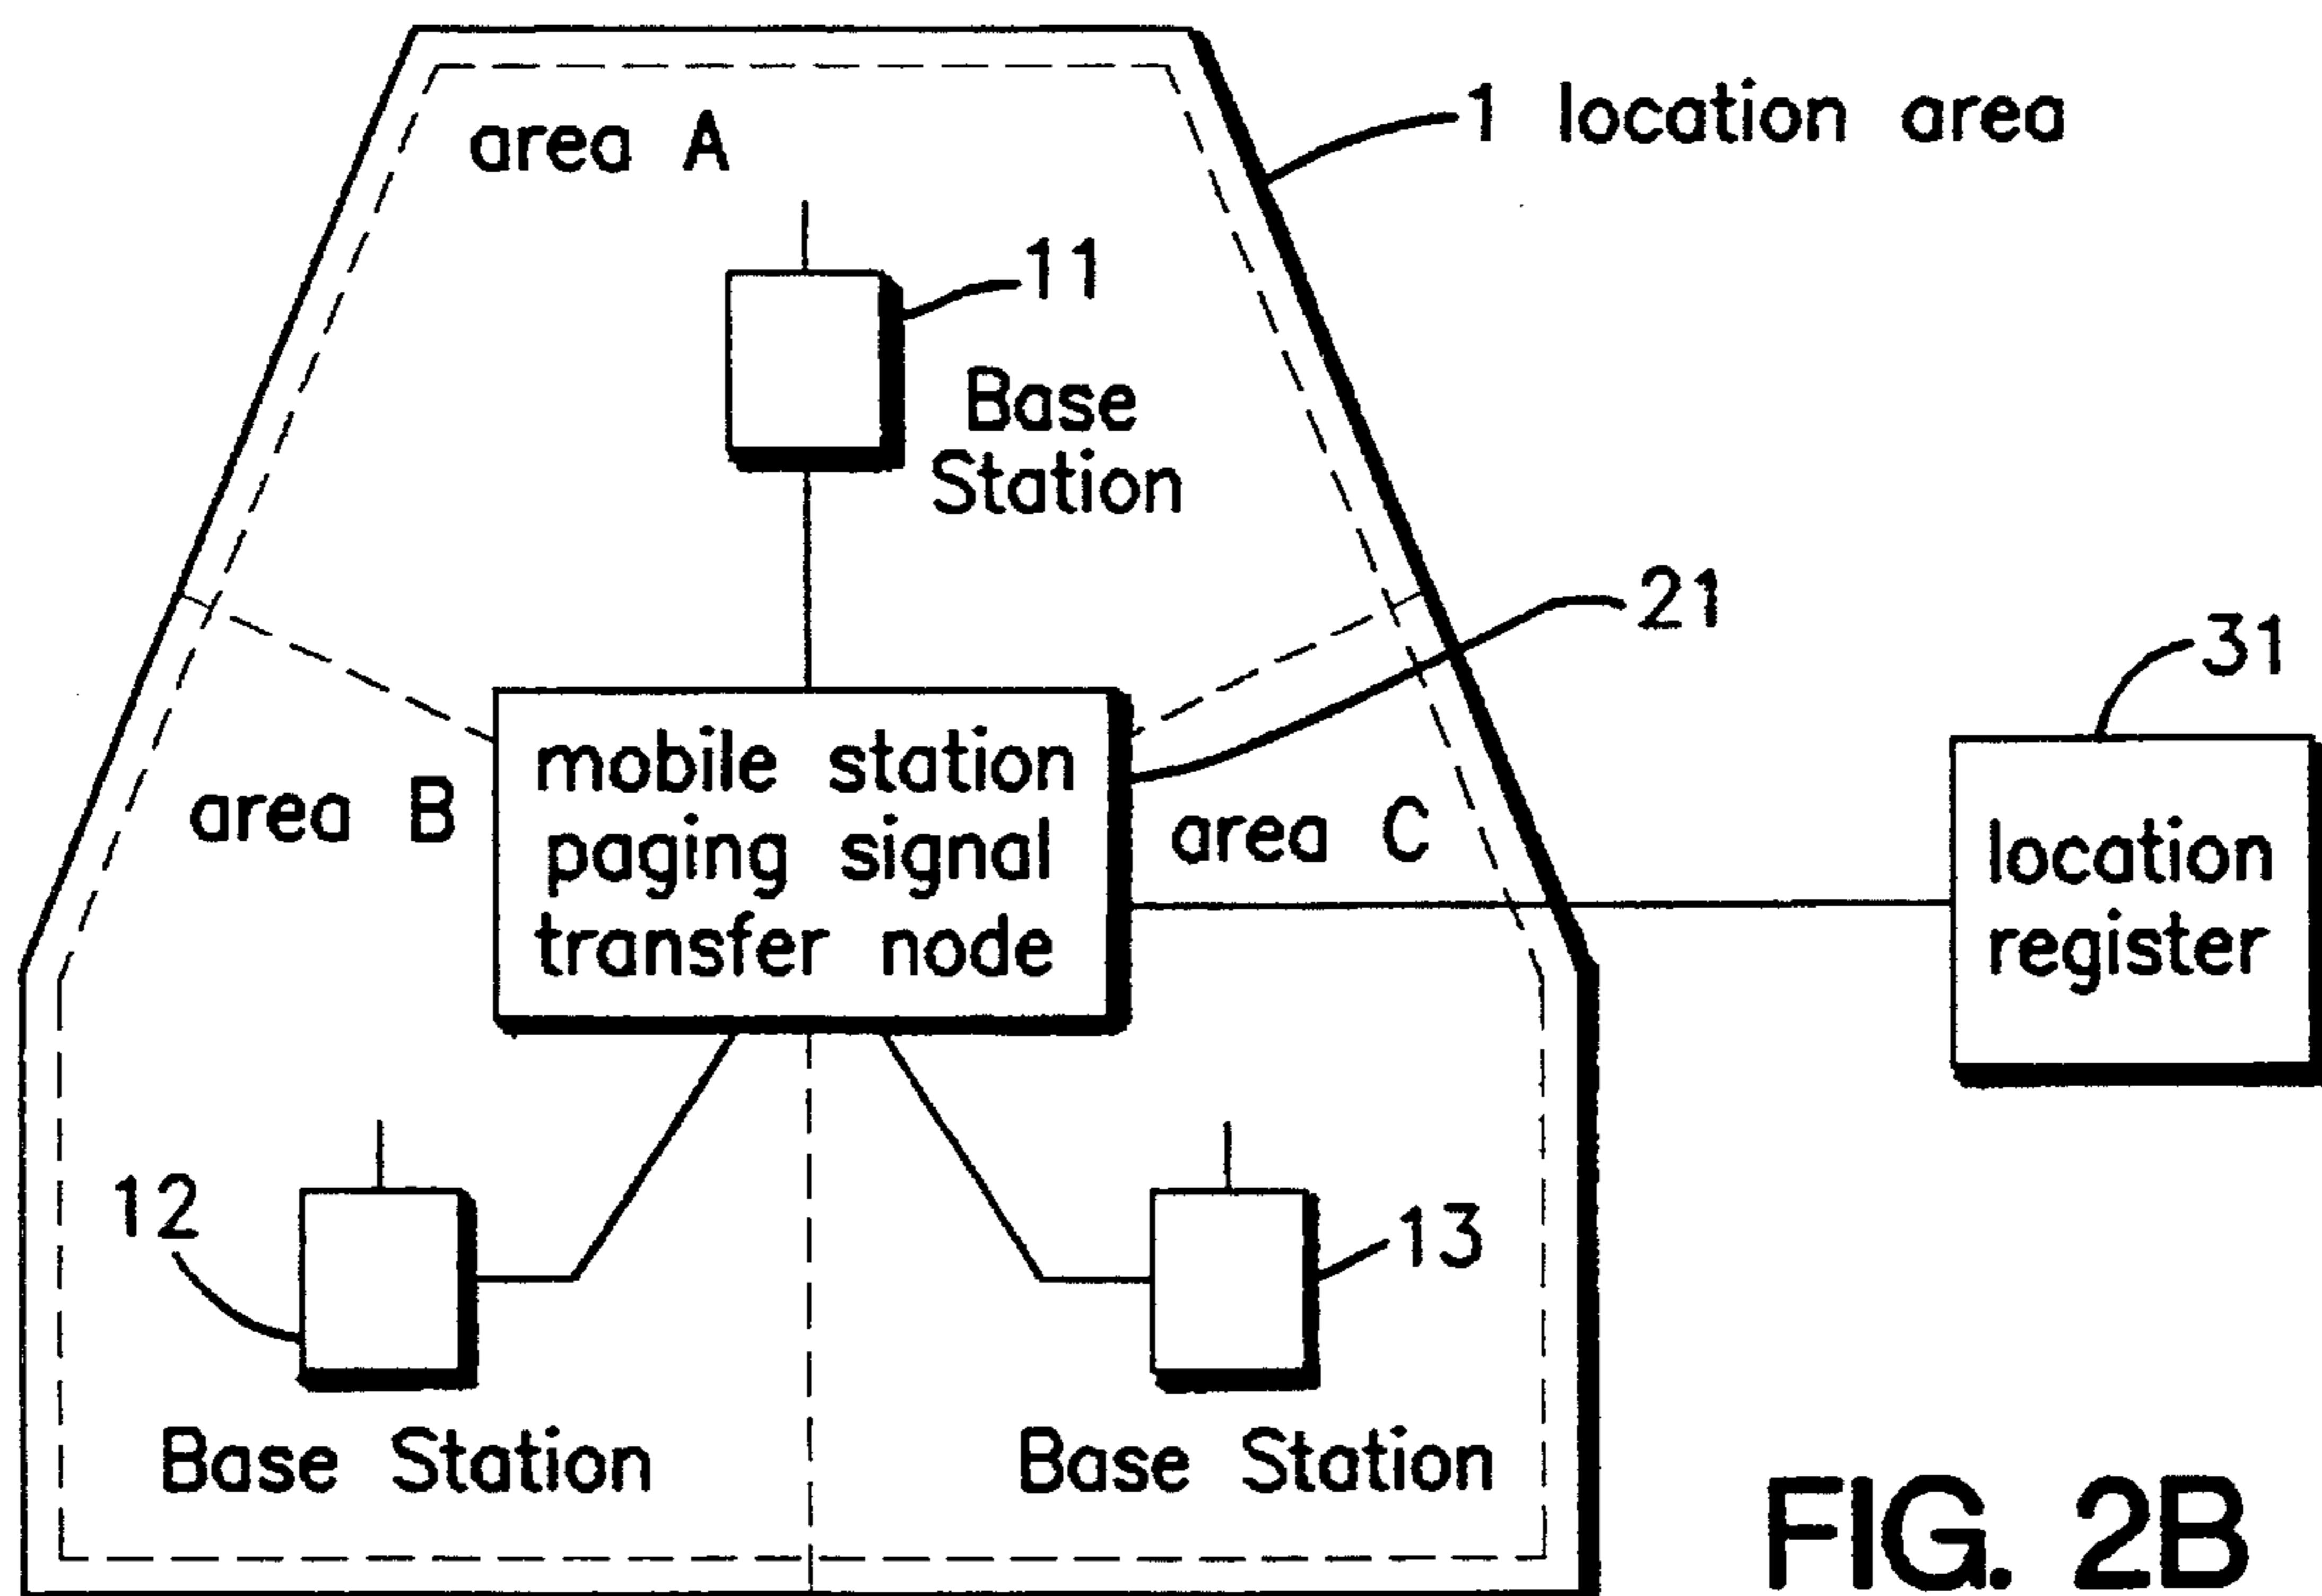 area A
1 location area
11
Base
Station
21
31
mobile station
paging signal
transfer node
area B
area C
location
register
12
13
Base Station
Base Station
FIG. 2B